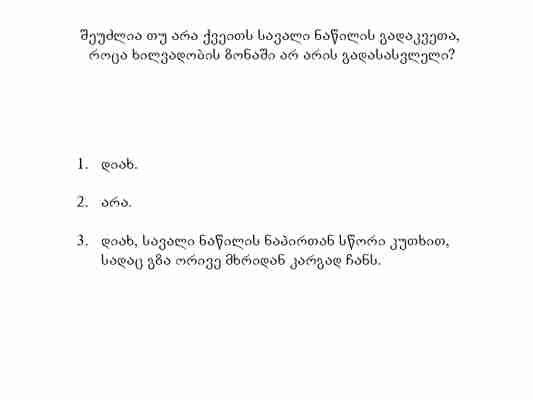 შეუძლია თუ არა ქვეითს სავალი ნაწილის გადაკვეთა,
როცა ხილვადობის ზონაში არ არის გადასასვლელი?
1. დიახ.
2. არა.
3. დიახ, სავალი ნაწილის ნაპირთან სწორი კუთხით,
სადაც გზა ორივე მხრიდან კარგად ჩანს.